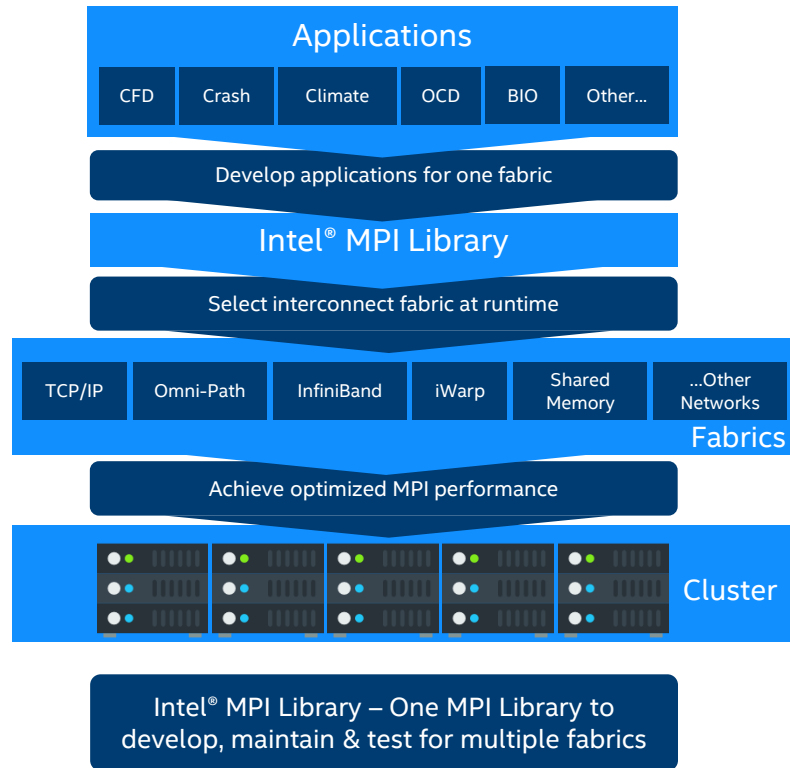 Applications
CFD
Crash
Climate
OCD
BIO
Other...
Develop applications for one fabric
Intel® MPI Library
Select interconnect fabric at runtime
TCP/IP
Omni-Path
InfiniBand
iWarp
Shared
Memory
...Other
Networks
Fabrics
Achieve optimized MPI performance
Cluster
Intel® MPI Library – One MPI Library to
develop, maintain & test for multiple fabrics